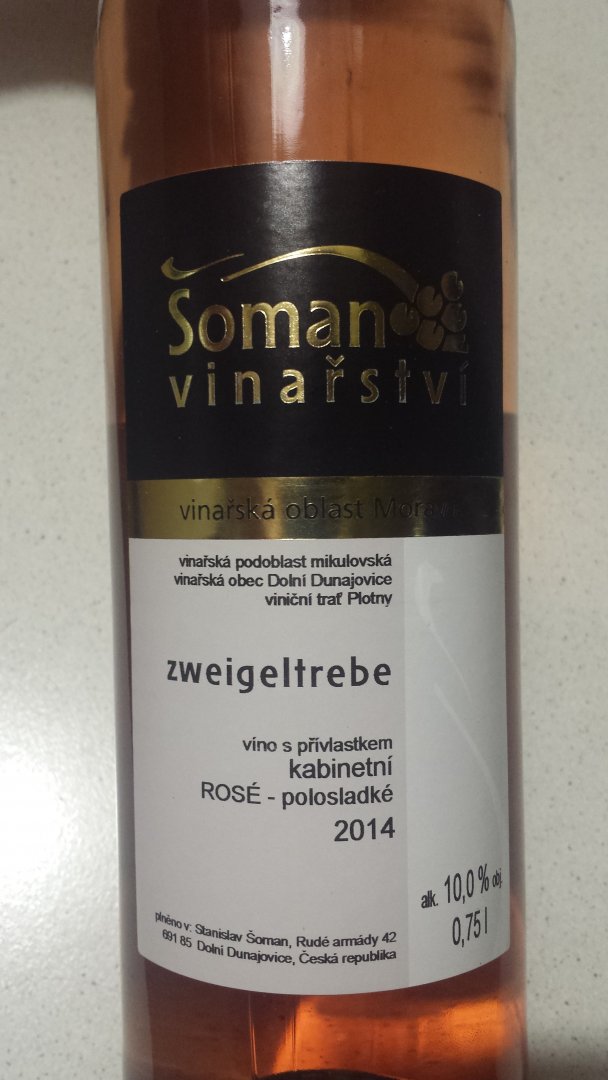 Šoman
vinařství
vinařská oblast Morava
vinařská podoblast mikulovská
vinařská obec Dolní Dunajovice
viniční trať Plotny
zweigeltrebe
víno s přívlastkem
kabinetní
ROSÉ - polosladké
2014
alk. 10,0 % obj.
0,75 l
plněno v: Stanislav Šoman, Rudé armády 42
691 85 Dolní Dunajovice, Česká republika